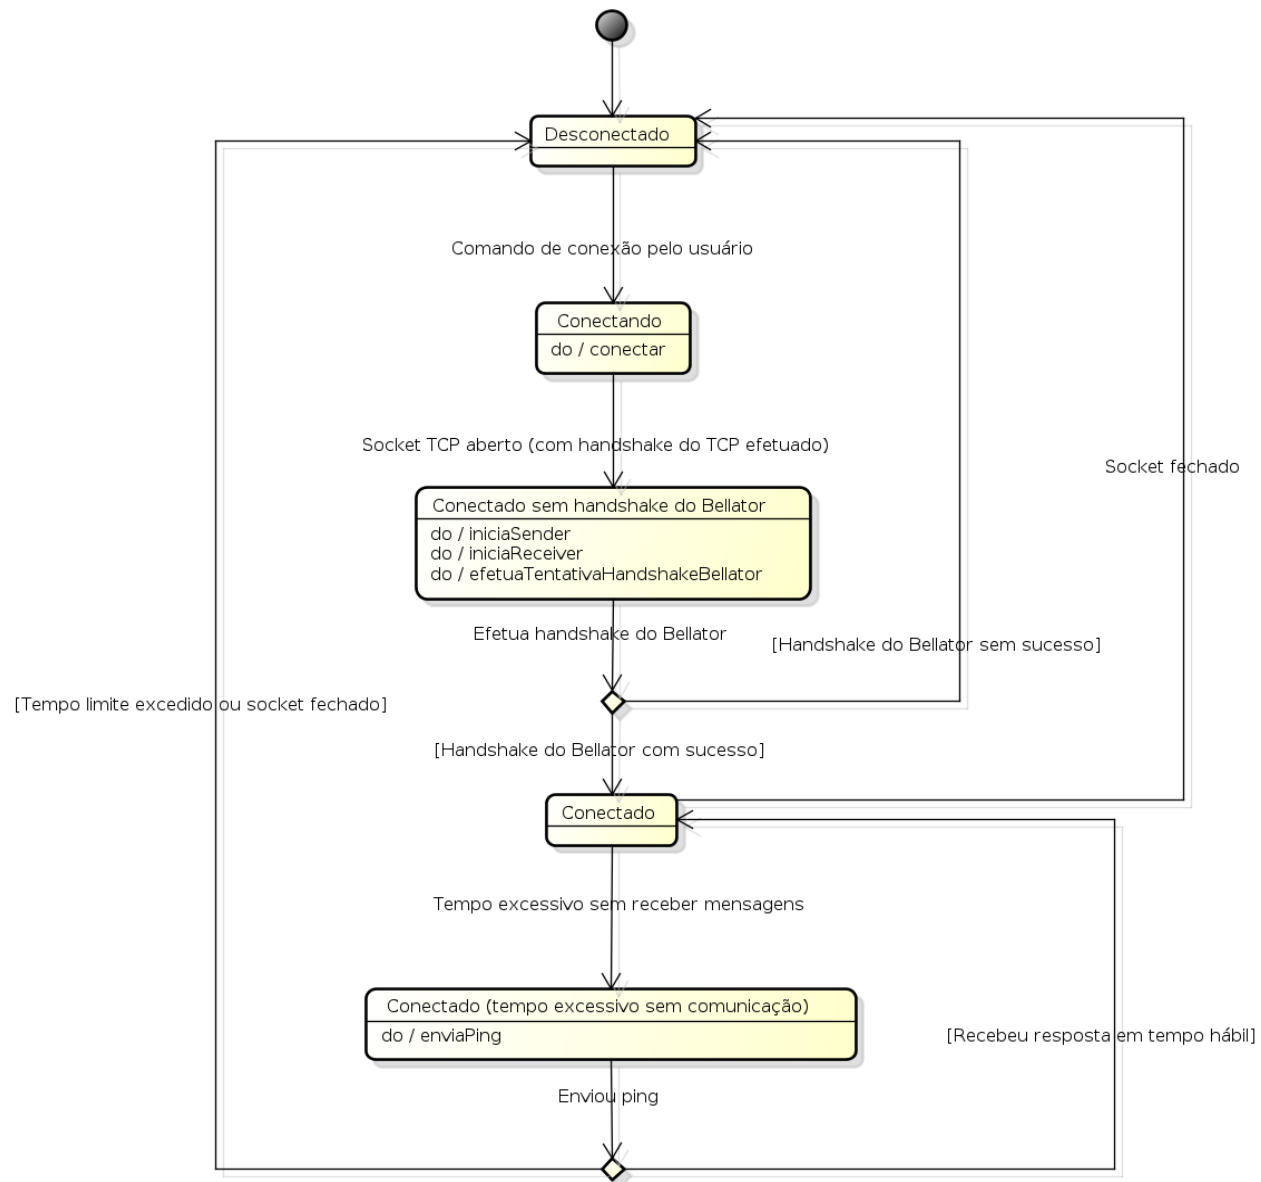 Desconectado
Comando de conexão pelo usuário
Conectando
do / conectar
Socket TCP aberto (com handshake do TCP efetuado)
Socket fechado
Conectado sem handshake do Bellator
do / iniciaSender
do / iniciaReceiver
do / efetuaTentativaHandshakeBellator
Efetua handshake do Bellator
[Handshake do Bellator sem sucesso]
[Tempo limite excedido ou socket fechado]
[Handshake do Bellator com sucesso]
Conectado
Tempo excessivo sem receber mensagens
Conectado (tempo excessivo sem comunicação)
do / enviaPing
[Recebeu resposta em tempo hábil]
Enviou ping